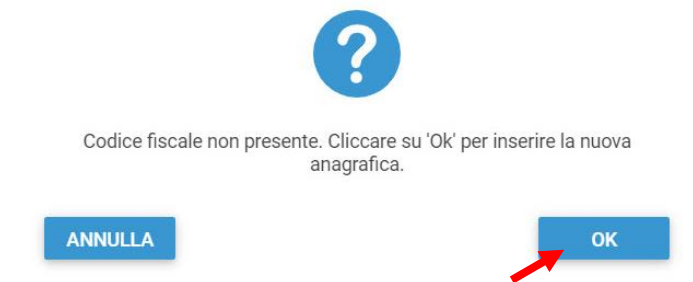 Codice fiscale non presente. Cliccare su 'Ok' per inserire la nuova
anagrafica.
ANNULLA
OK